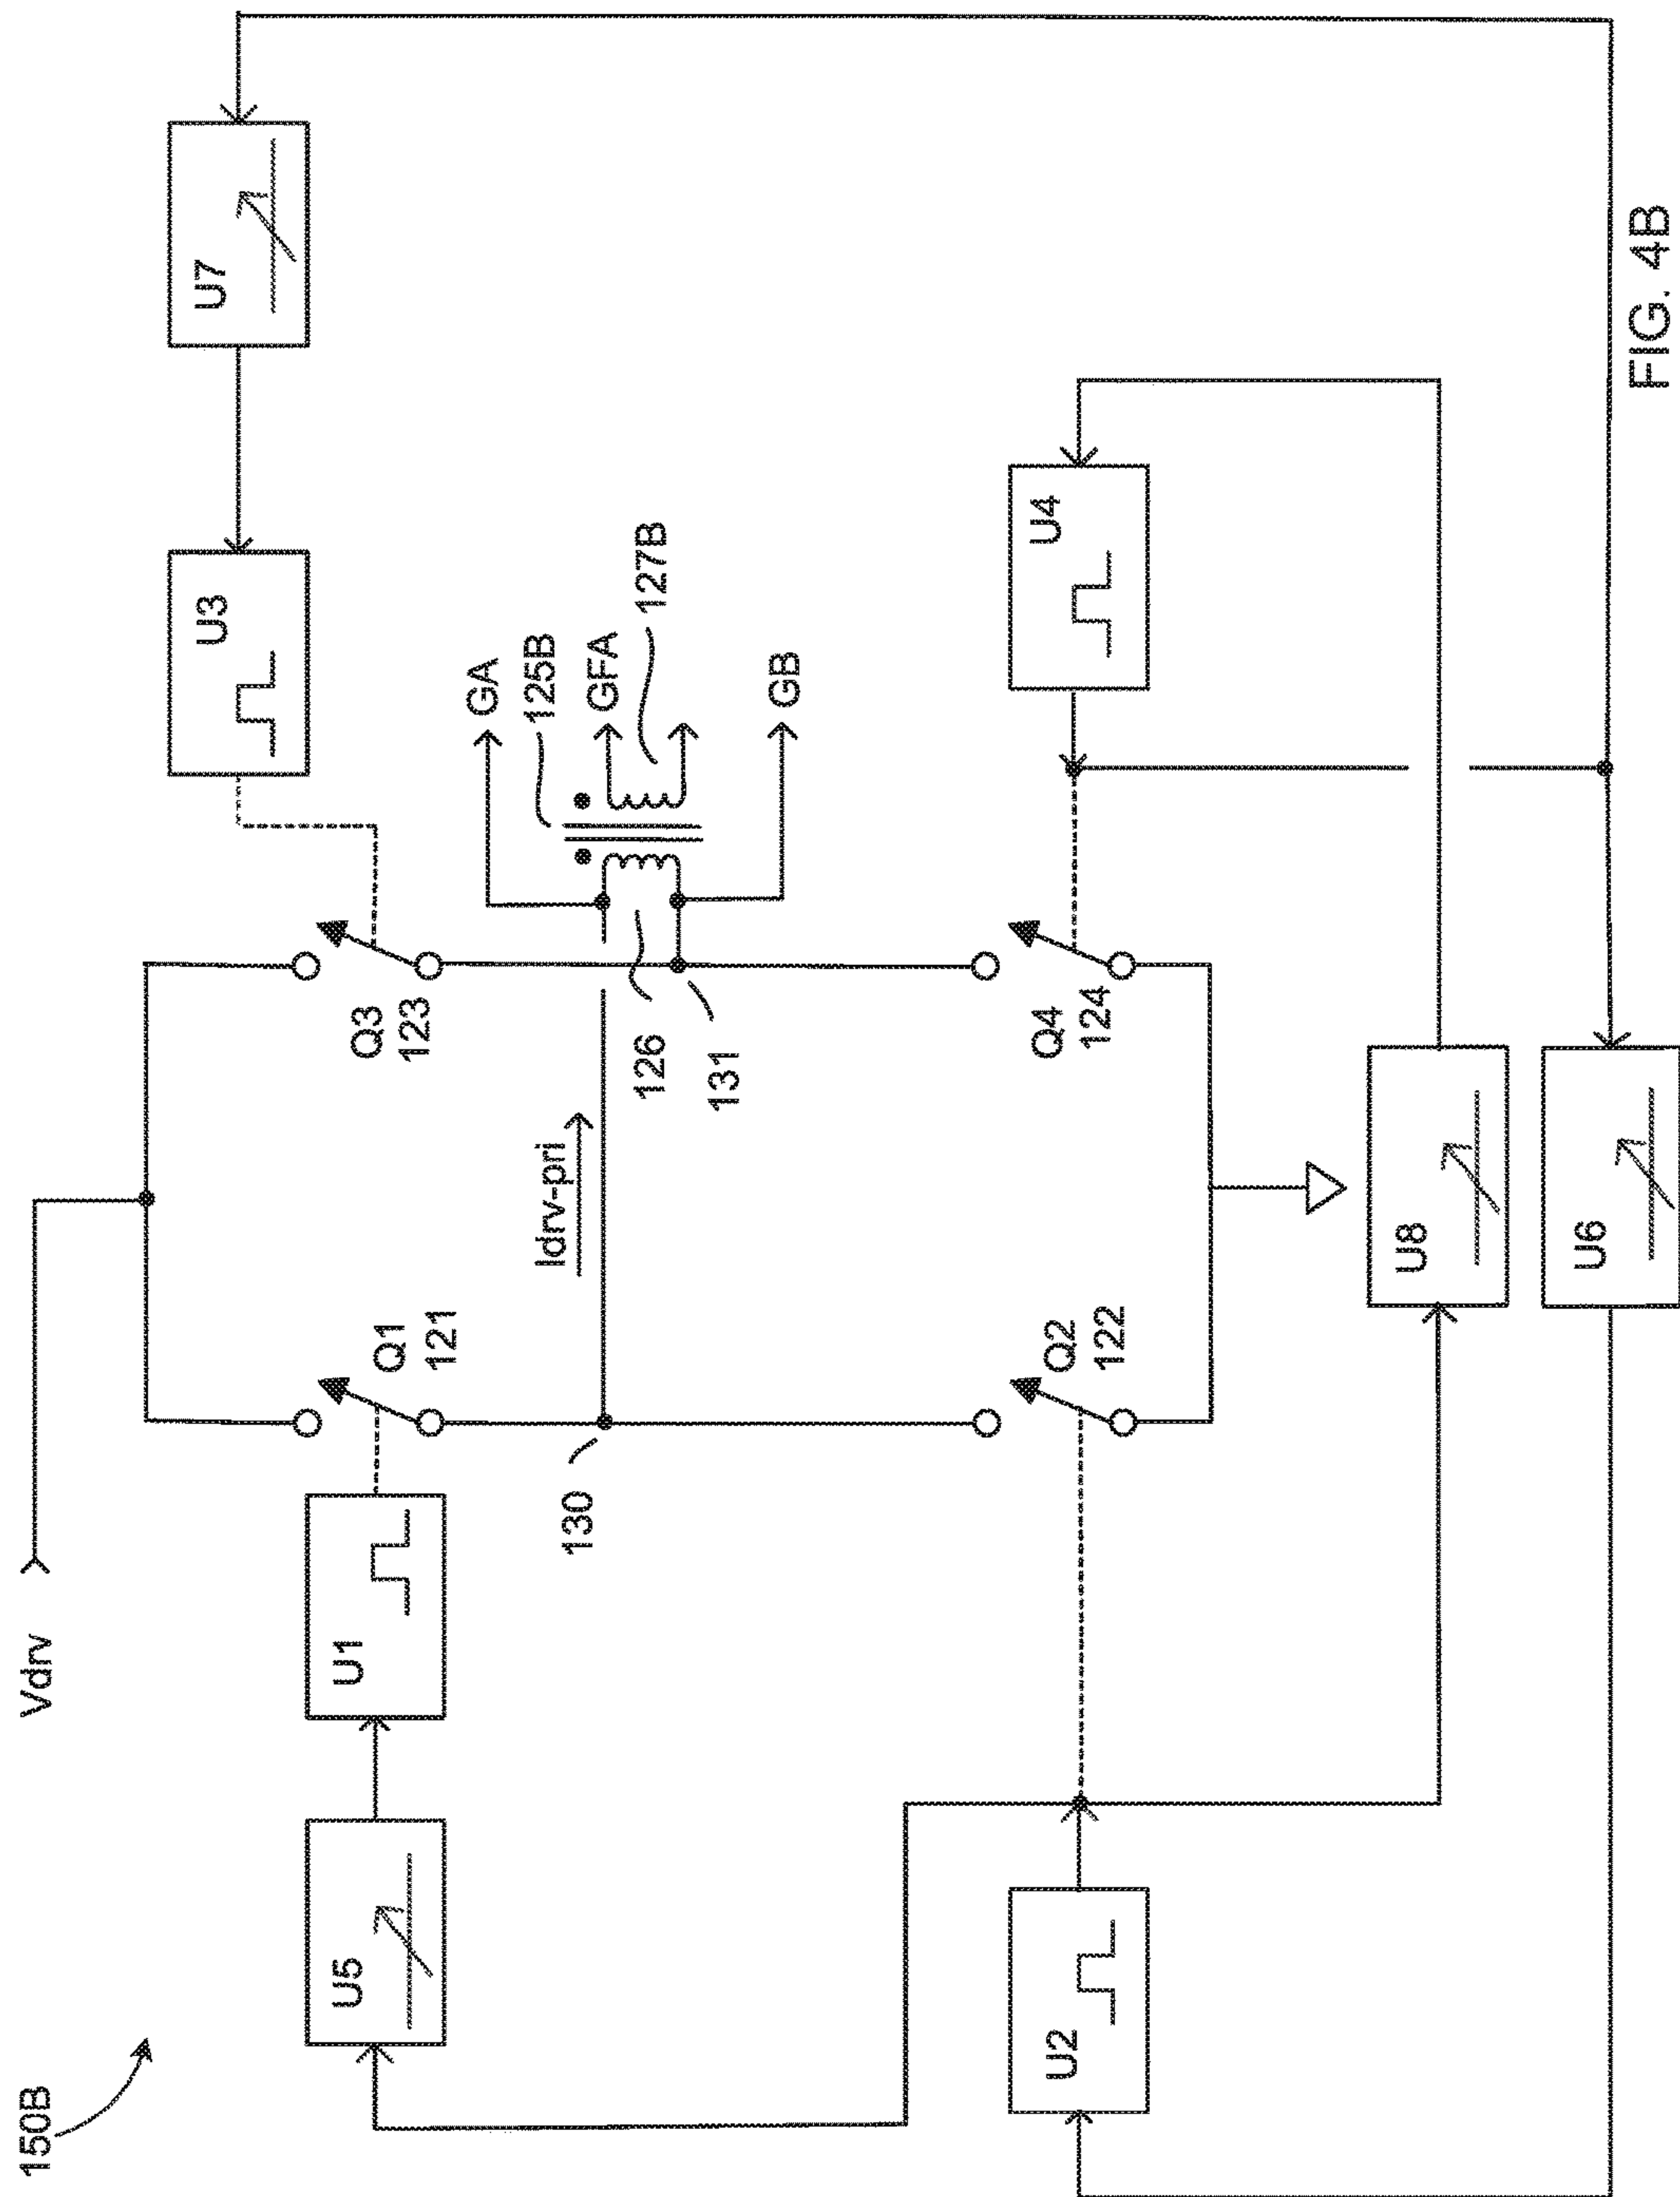 150B
Vdrv
U5
U1
Q1
121
Q3
123
U3
U7
130
Idrv-pri
126
131
GA
125B
GFA
127B
GB
U2
Q2
122
Q4
124
U4
U8
U6
FIG. 4B